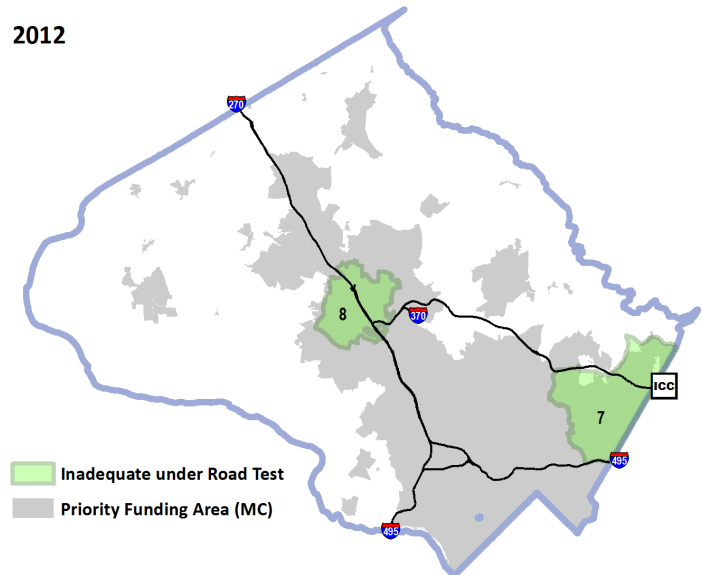 2012
270
8
370
ICC
7
495
Inadequate under Road Test
Priority Funding Area (MC)
495